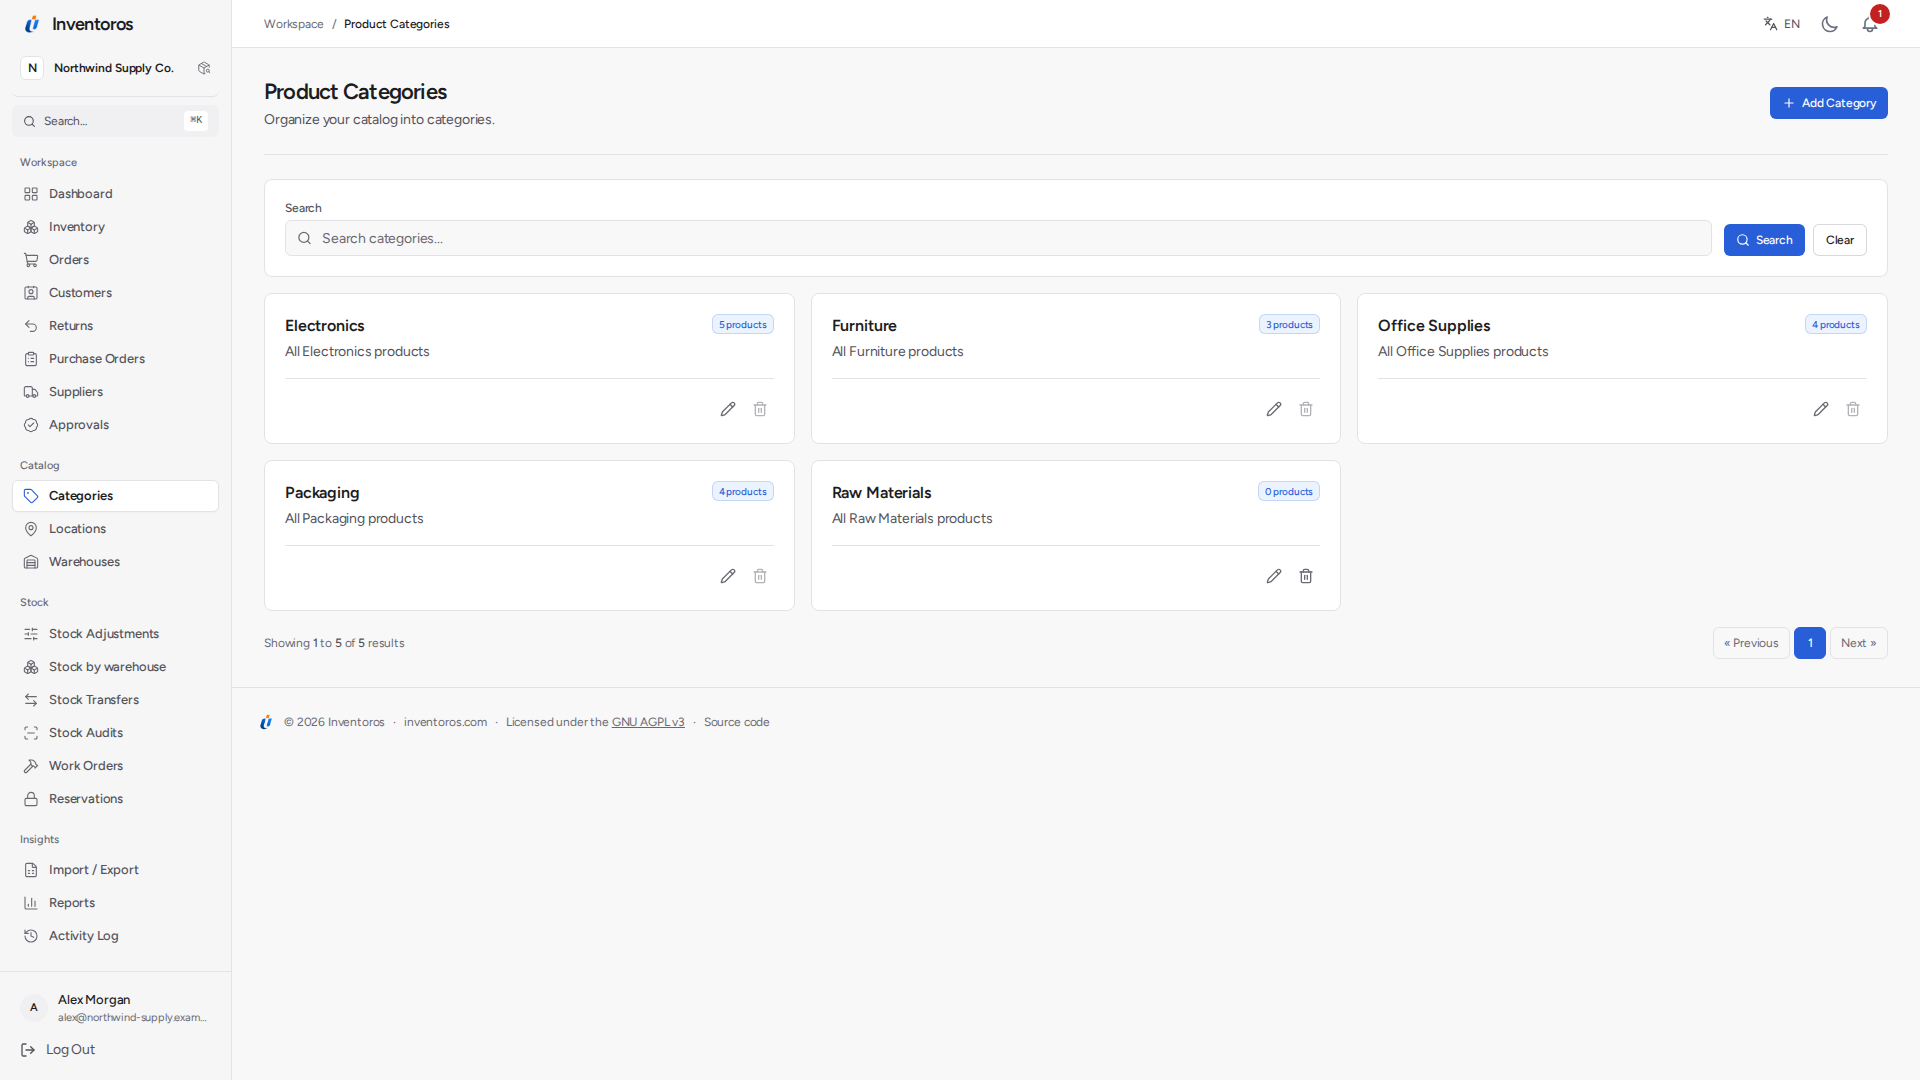 Inventoros
N Northwind Supply Co.
Search... ⌘K
Workspace
Dashboard
Inventory
Orders
Customers
Returns
Purchase Orders
Suppliers
Approvals
Catalog
Categories
Locations
Warehouses
Stock
Stock Adjustments
Stock by warehouse
Stock Transfers
Stock Audits
Work Orders
Reservations
Insights
Import / Export
Reports
Activity Log
A
Alex Morgan
alex@northwind-supply.exam...
Log Out
Workspace / Product Categories
EN
1
Product Categories
Organize your catalog into categories.
Add Category
Search
Search categories...
Search
Clear
Electronics
5 products
All Electronics products
Furniture
3 products
All Furniture products
Office Supplies
4 products
All Office Supplies products
Packaging
4 products
All Packaging products
Raw Materials
0 products
All Raw Materials products
Showing 1 to 5 of 5 results
« Previous
1
Next »
© 2026 Inventoros · inventoros.com · Licensed under the GNU AGPL v3 · Source code